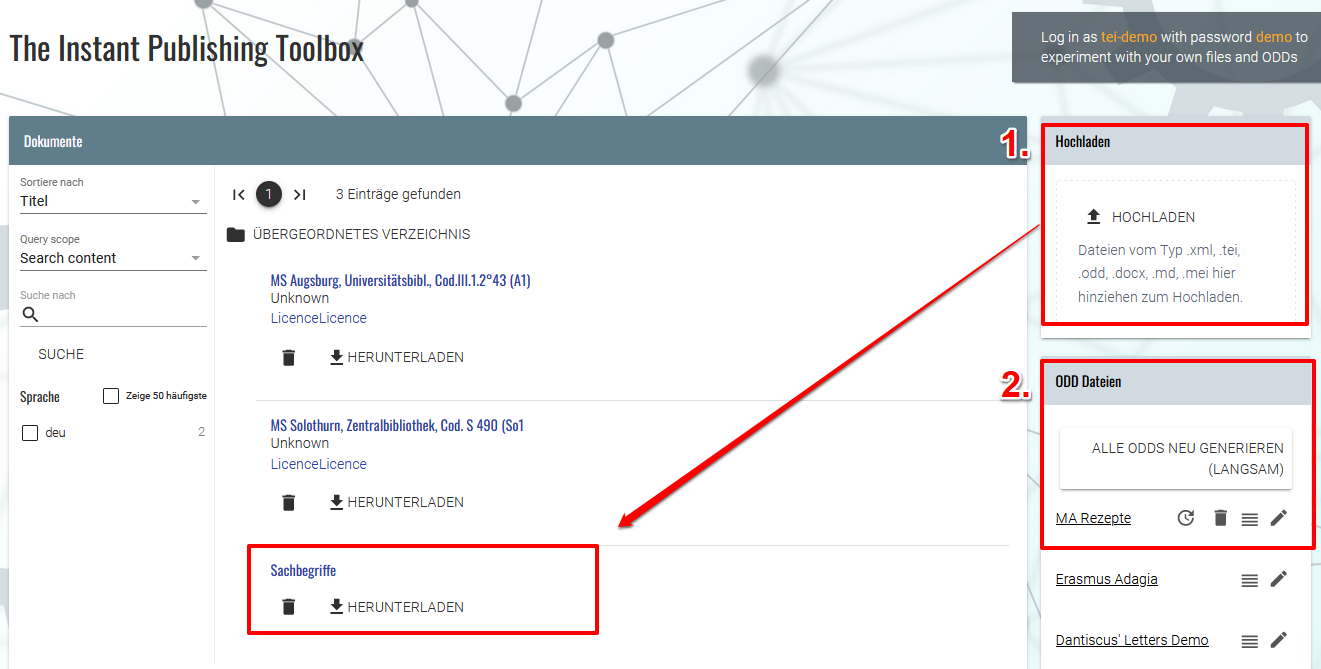 The Instant Publishing Toolbox
Log in as tei-demo with password demo to
experiment with your own files and ODDs
Dokumente
Sortiere nach
Titel
Query scope
Search content
Suche nach
SUCHE
Sprache
Zeige 50 häufigste
deu
2
1
3 Einträge gefunden
ÜBERGEORDNETES VERZEICHNIS
MS Augsburg, Universitätsbibl., Cod.III.1.2°43 (A1)
Unknown
LicenceLicence
HERUNTERLADEN
MS Solothurn, Zentralbibliothek, Cod. S 490 (So1
Unknown
LicenceLicence
HERUNTERLADEN
Sachbegriffe
HERUNTERLADEN
1.
Hochladen
HOCHLADEN
Dateien vom Typ .xml, .tei,
.odd, .docx, .md, .mei hier
hinziehen zum Hochladen.
2.
ODD Dateien
ALLE ODDS NEU GENERIEREN
(LANGSAM)
MA Rezepte
Erasmus Adagia
Dantiscus' Letters Demo